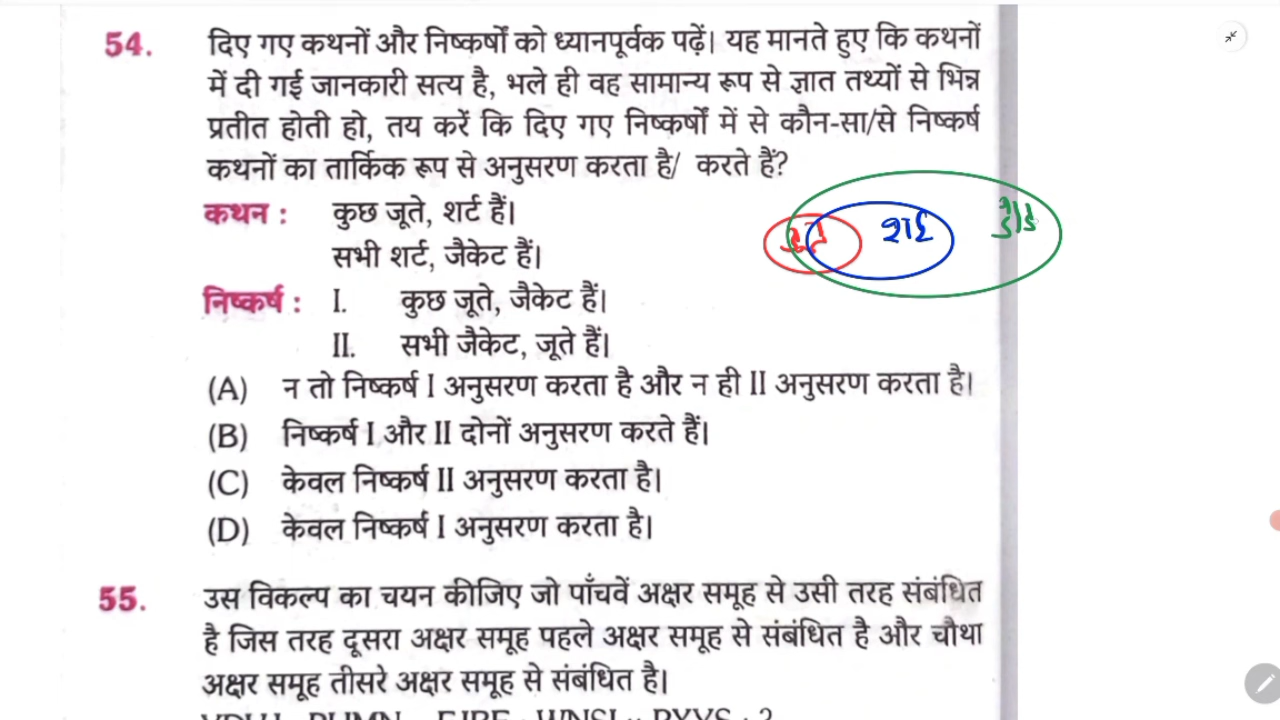 54. दिए गए कथनों और निष्कर्षों को ध्यानपूर्वक पढ़ें। यह मानते हुए कि कथनों
में दी गई जानकारी सत्य है, भले ही वह सामान्य रूप से ज्ञात तथ्यों से भिन्न
प्रतीत होती हो, तय करें कि दिए गए निष्कर्षों में से कौन-सा/से निष्कर्ष
कथनों का तार्किक रूप से अनुसरण करता है/ करते हैं?
कथन : कुछ जूते, शर्ट हैं।
शर्ट
सभी शर्ट, जैकेट हैं।
निष्कर्ष : I. कुछ जूते, जैकेट हैं।
II. सभी जैकेट, जूते हैं।
(A) न तो निष्कर्ष I अनुसरण करता है और न ही II अनुसरण करता है।
(B) निष्कर्ष I और II दोनों अनुसरण करते हैं।
(C) केवल निष्कर्ष II अनुसरण करता है।
(D) केवल निष्कर्ष I अनुसरण करता है।
55. उस विकल्प का चयन कीजिए जो पाँचवें अक्षर समूह से उसी तरह संबंधित
है जिस तरह दूसरा अक्षर समूह पहले अक्षर समूह से संबंधित है और चौथा
अक्षर समूह तीसरे अक्षर समूह से संबंधित है।